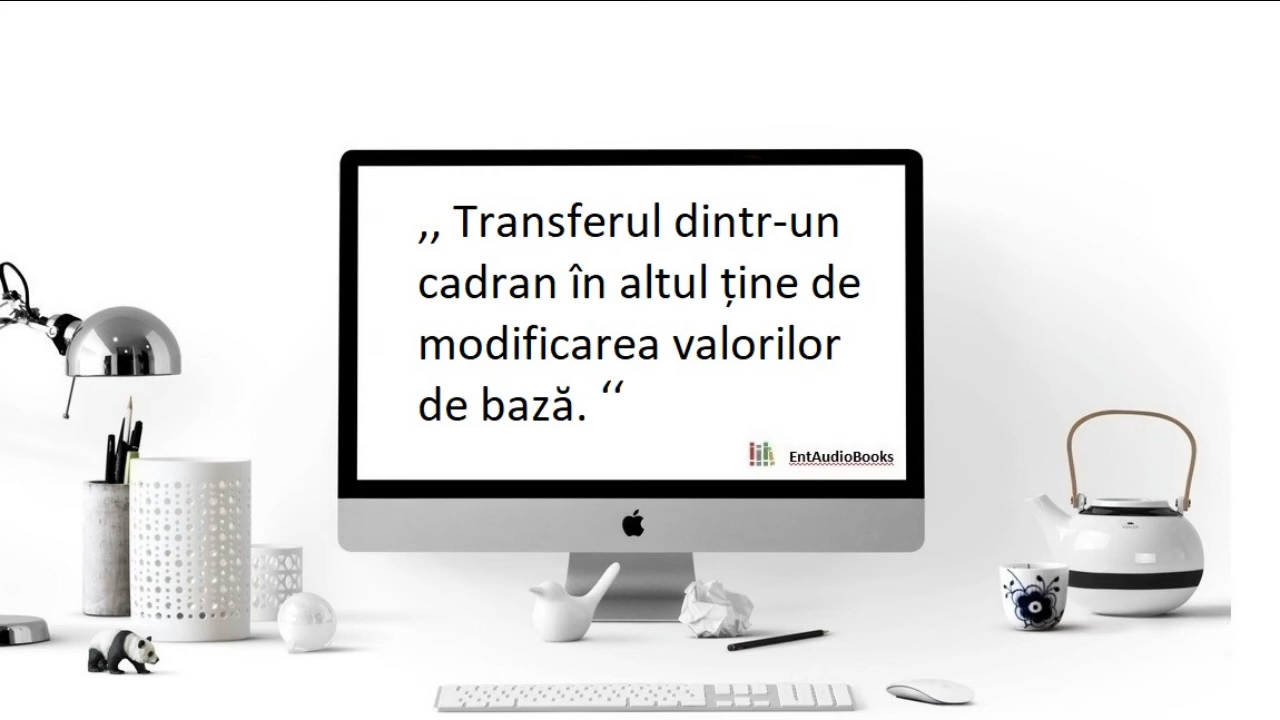 ,, Transferul dintr-un
cadran în altul ține de
modificarea valorilor
de bază. “
EntAudioBooks